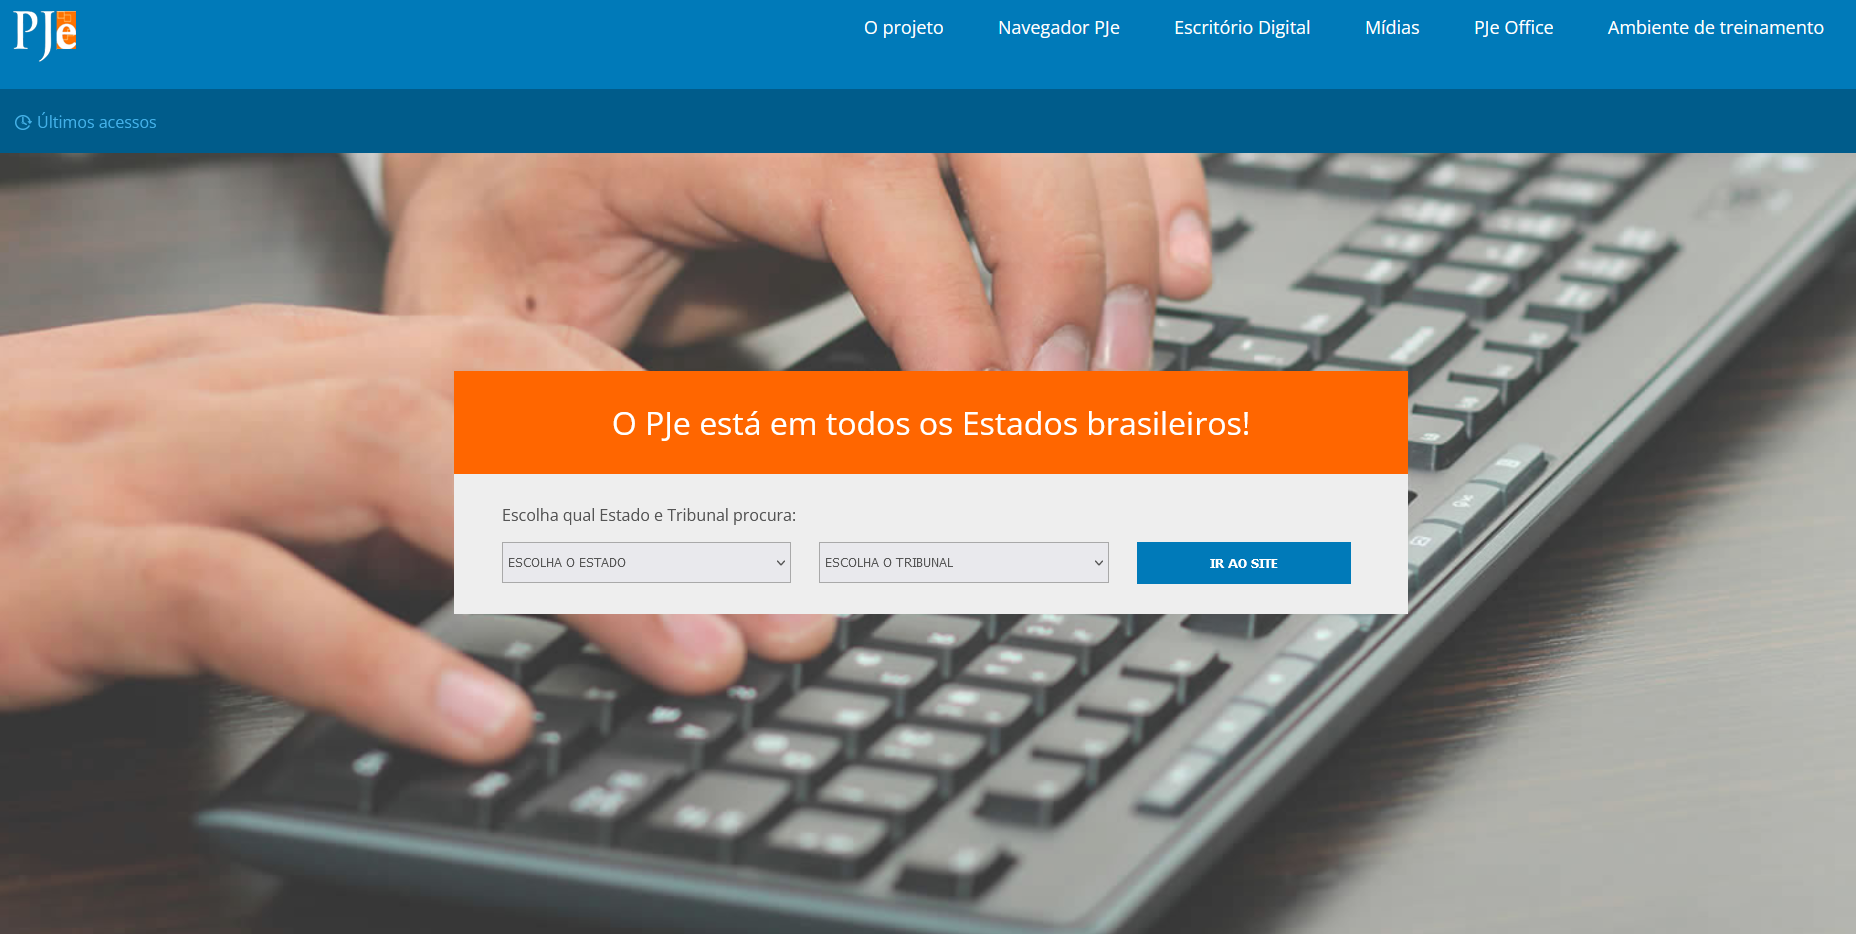 PJe
O projeto
Navegador PJe
Escritório Digital
Mídias
PJe Office
Ambiente de treinamento
Últimos acessos
O PJe está em todos os Estados brasileiros!
Escolha qual Estado e Tribunal procura:
ESCOLHA O ESTADO
ESCOLHA O TRIBUNAL
IR AO SITE